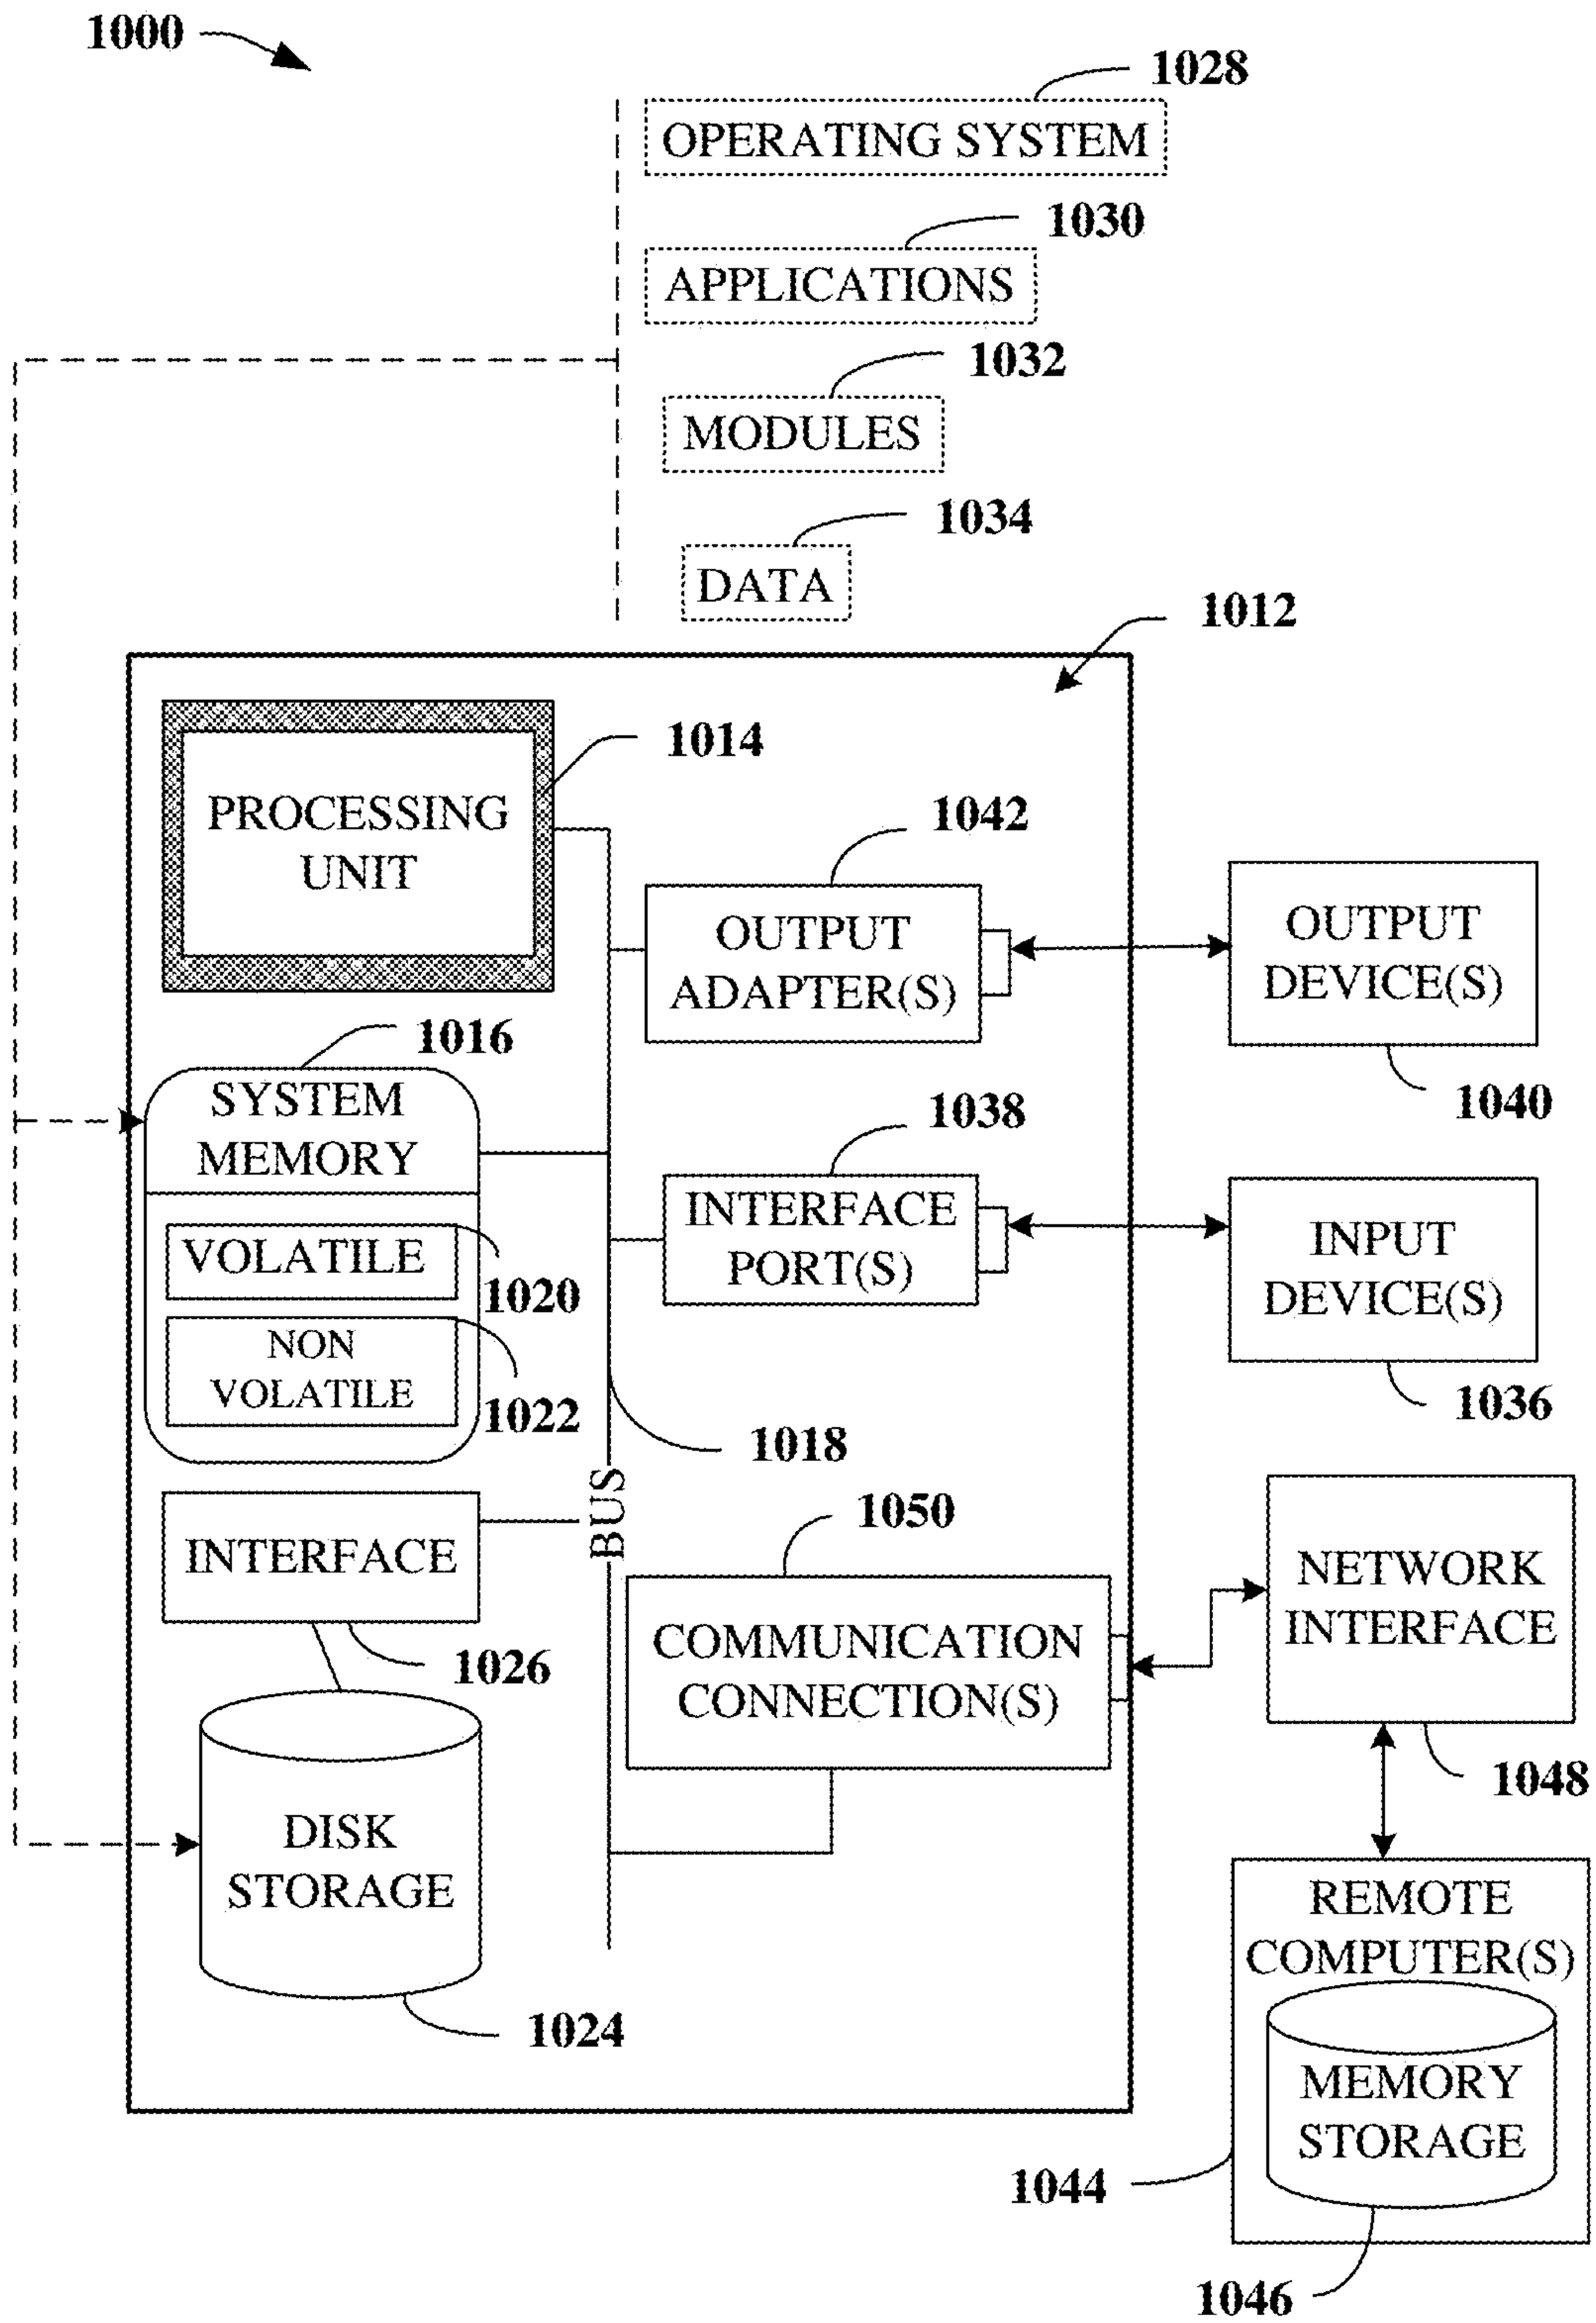 1000
1028
OPERATING SYSTEM
1030
APPLICATIONS
1032
MODULES
1034
DATA
1012
1014
PROCESSING
UNIT
1042
OUTPUT
ADAPTER(S)
OUTPUT
DEVICE(S)
1040
1016
SYSTEM
MEMORY
VOLATILE
1020
NON
VOLATILE
1022
1038
INTERFACE
PORT(S)
INPUT
DEVICE(S)
1036
1018
BUS
INTERFACE
1026
1050
COMMUNICATION
CONNECTION(S)
NETWORK
INTERFACE
1048
DISK
STORAGE
1024
REMOTE
COMPUTER(S)
MEMORY
STORAGE
1044
1046